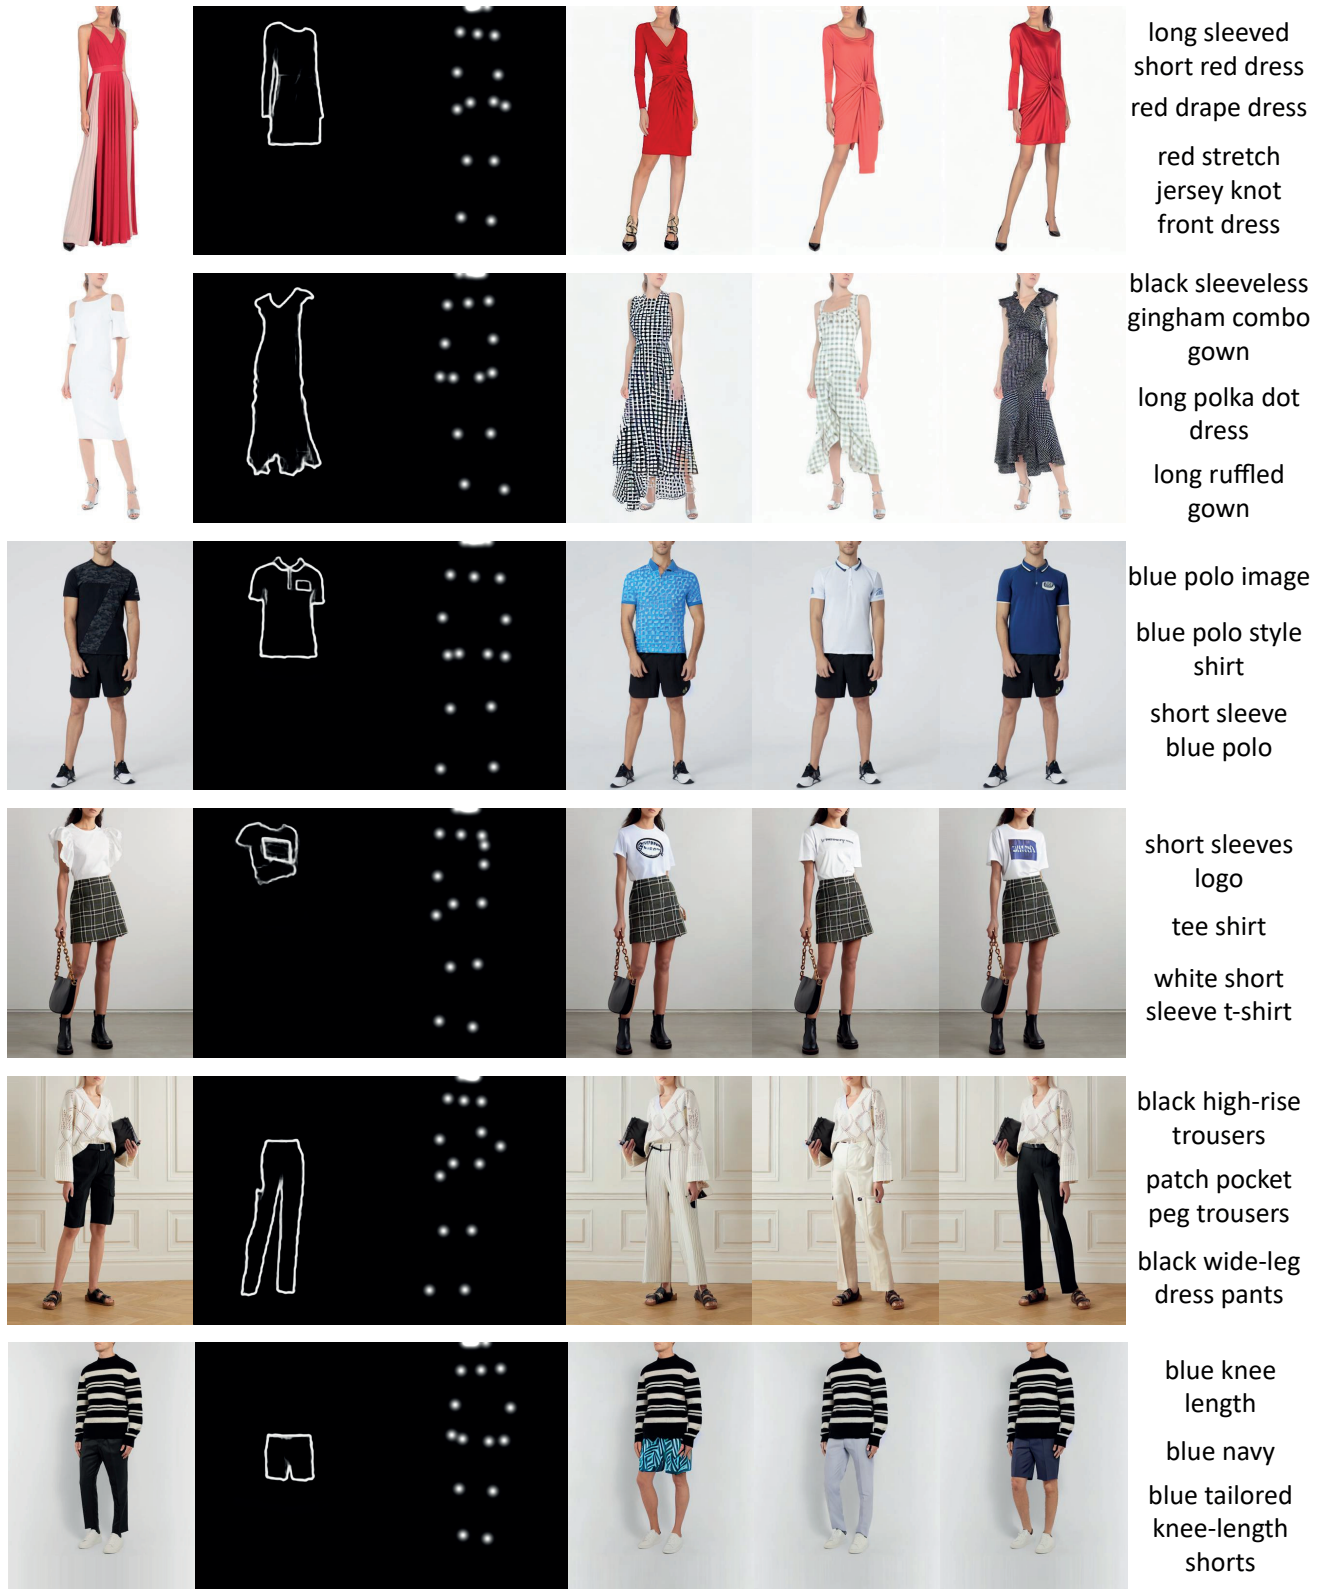 long sleeved
short red dress
red drape dress
red stretch
jersey knot
front dress
black sleeveless
gingham combo
gown
long polka dot
dress
long ruffled
gown
blue polo image
blue polo style
shirt
short sleeve
blue polo
short sleeves
logo
tee shirt
white short
sleeve t-shirt
black high-rise
trousers
patch pocket
peg trousers
black wide-leg
dress pants
blue knee
length
blue navy
blue tailored
knee-length
shorts